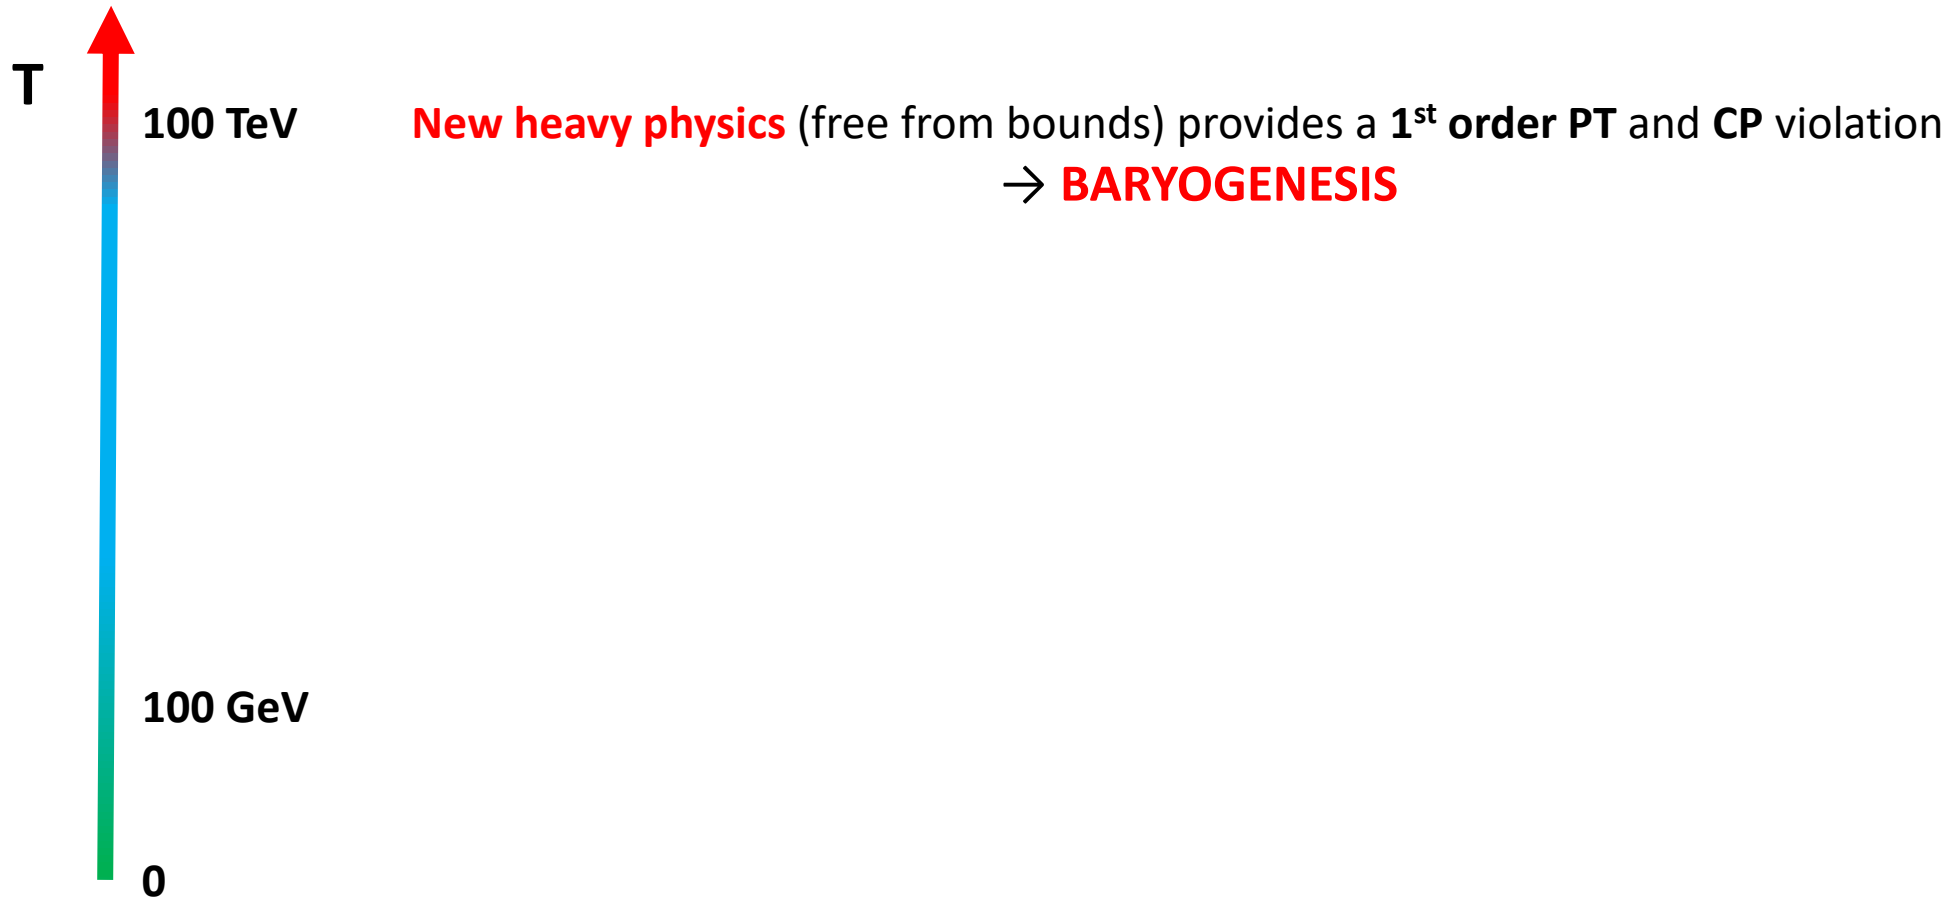 T
100 TeV
New heavy physics (free from bounds) provides a 1st order PT and CP violation
→ BARYOGENESIS
100 GeV
0